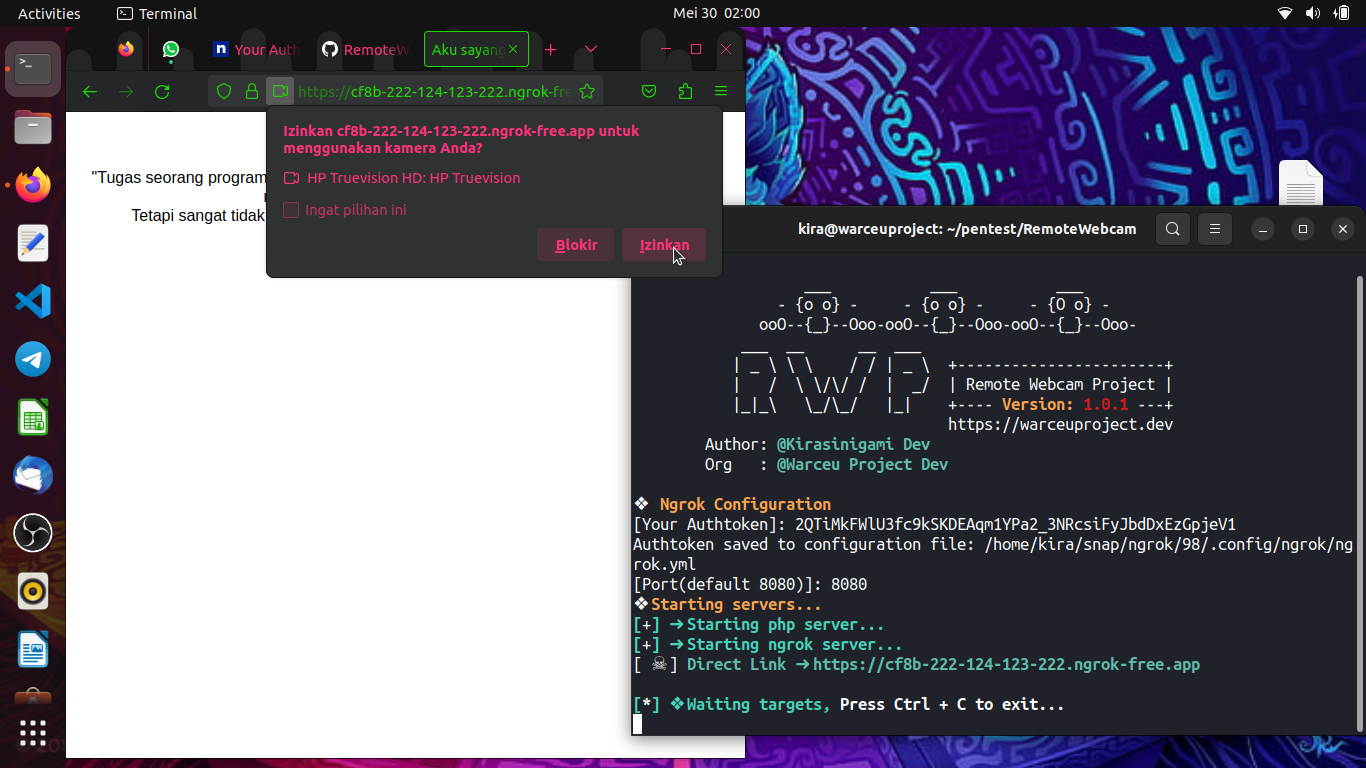 Activities
Terminal
Mei 30 02:00
Your Auth
RemoteW
Aku sayang
https://cf8b-222-124-123-222.ngrok-fre
Izinkan cf8b-222-124-123-222.ngrok-free.app untuk
menggunakan kamera Anda?
HP Truevision HD: HP Truevision
Ingat pilihan ini
Blokir
Izinkan
"Tugas seorang program
Tetapi sangat tidak
kira@warceuproject: ~/pentest/RemoteWebcam
- {o o} - - {o o} - - {O o} -
ooO--{_}--Ooo-ooO--{_}--Ooo-ooO--{_}--Ooo-
RWP
+-----------------------+
| Remote Webcam Project |
+---- Version: 1.0.1 ---+
https://warceuproject.dev
Author: @Kirasinigami Dev
Org : @Warceu Project Dev
❖ Ngrok Configuration
[Your Authtoken]: 2QTiMkFWlU3fc9kSKDEAqm1YPa2_3NRcsiFyJbdDxEzGpjeV1
Authtoken saved to configuration file: /home/kira/snap/ngrok/98/.config/ngrok/ng
rok.yml
[Port(default 8080)]: 8080
❖Starting servers...
[+] ➜Starting php server...
[+] ➜Starting ngrok server...
[ ☠] Direct Link ➜https://cf8b-222-124-123-222.ngrok-free.app
[*] ❖Waiting targets, Press Ctrl + C to exit...